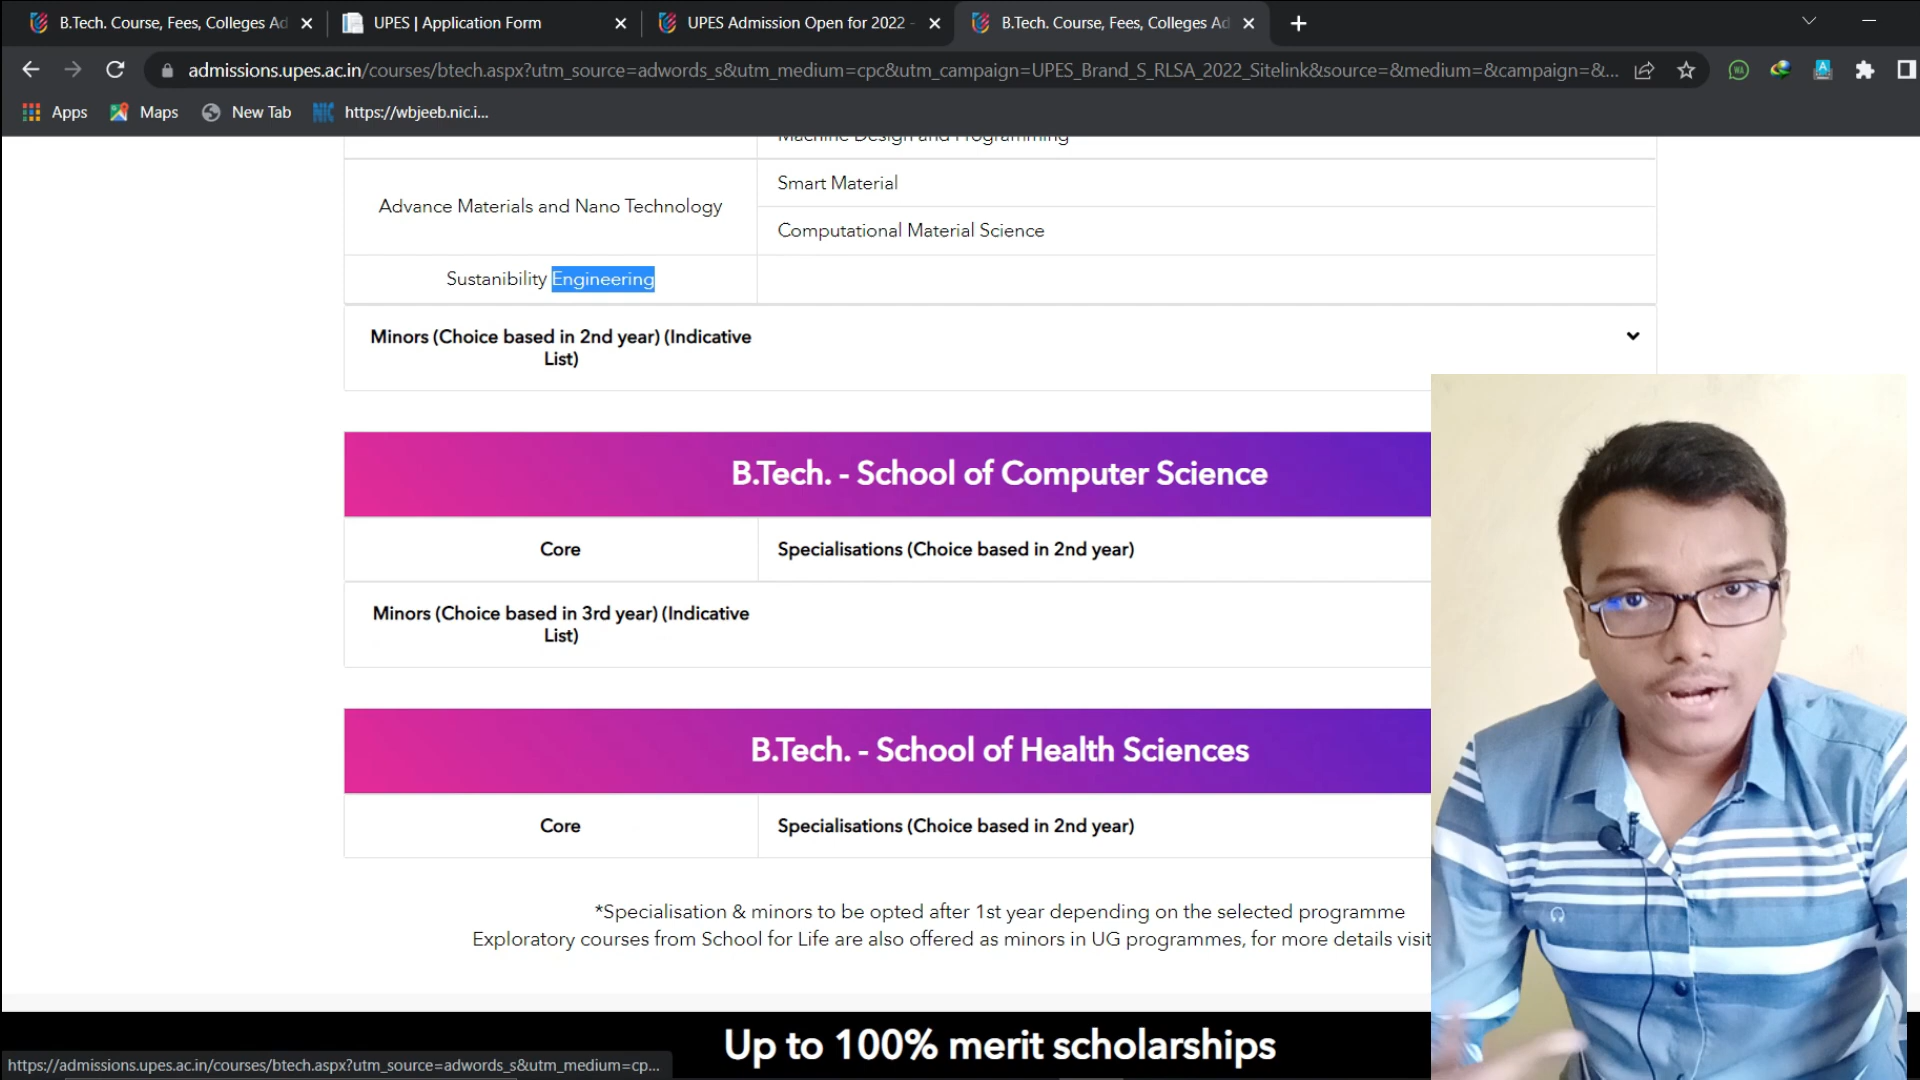 B.Tech. Course, Fees, Colleges Ad
UPES | Application Form
UPES Admission Open for 2022 -
B.Tech. Course, Fees, Colleges Ad
admissions.upes.ac.in/courses/btech.aspx?utm_source=adwords_s&utm_medium=cpc&utm_campaign=UPES_Brand_S_RLSA_2022_Sitelink&source=&medium=&campaign=&...
Apps
Maps
New Tab
https://wbjeeb.nic.i...
Machine Design and Programming
Advance Materials and Nano Technology
Smart Material
Computational Material Science
Sustanibility Engineering
Minors (Choice based in 2nd year) (Indicative
List)
B.Tech. - School of Computer Science
Core
Specialisations (Choice based in 2nd year)
Minors (Choice based in 3rd year) (Indicative
List)
B.Tech. - School of Health Sciences
Core
Specialisations (Choice based in 2nd year)
*Specialisation & minors to be opted after 1st year depending on the selected programme
Exploratory courses from School for Life are also offered as minors in UG programmes, for more details visit
Up to 100% merit scholarships
https://admissions.upes.ac.in/courses/btech.aspx?utm_source=adwords_s&utm_medium=cp...